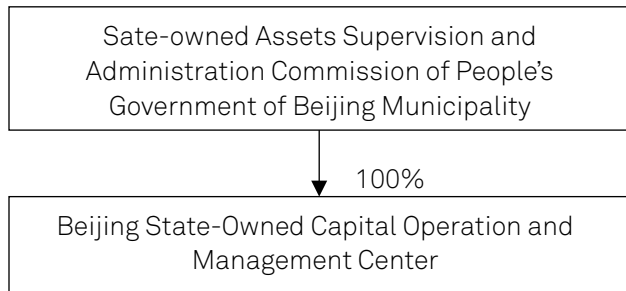 Sate-owned Assets Supervision and
Administration Commission of People's
Government of Beijing Municipality
100%
Beijing State-Owned Capital Operation and
Management Center